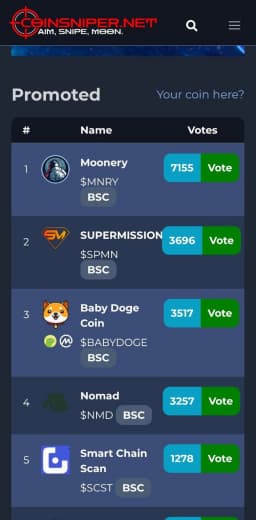 COINSNIPER.NET
AIM, SNIPE, MOON.
Promoted
Your coin here?
# Name Votes
1 Moonery 7155 Vote
$MNRY
BSC
2 SUPERMISSION 3696 Vote
$SPMN
BSC
3 Baby Doge 3517 Vote
Coin
$BABYDOGE
BSC
4 Nomad 3257 Vote
$NMD BSC
5 Smart Chain 1278 Vote
Scan
$SCST BSC